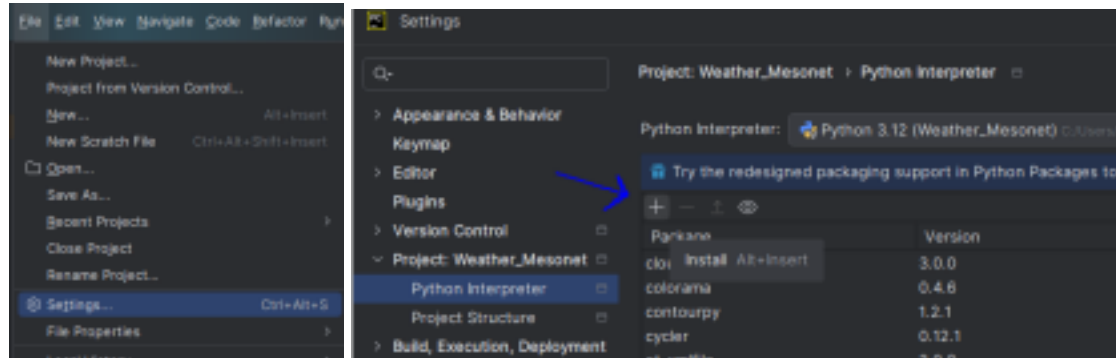 File Edit View Navigate Code Refactor Run
New Project...
Project from Version Control...
New... Alt+Insert
New Scratch File Ctrl+Alt+Shift+Insert
Open...
Save As...
Recent Projects
Close Project
Rename Project...
Settings... Ctrl+Alt+S
File Properties
Settings
Appearance & Behavior
Keymap
Editor
Plugins
Version Control
Project: Weather_Mesonet
Python Interpreter
Project Structure
Build, Execution, Deployment
Project: Weather_Mesonet › Python Interpreter
Python Interpreter: Python 3.12 (Weather_Mesonet)
Try the redesigned packaging support in Python Packages to
Package Version
Install Alt+Insert
3.0.0
colorama 0.4.6
contourpy 1.2.1
cycler 0.12.1